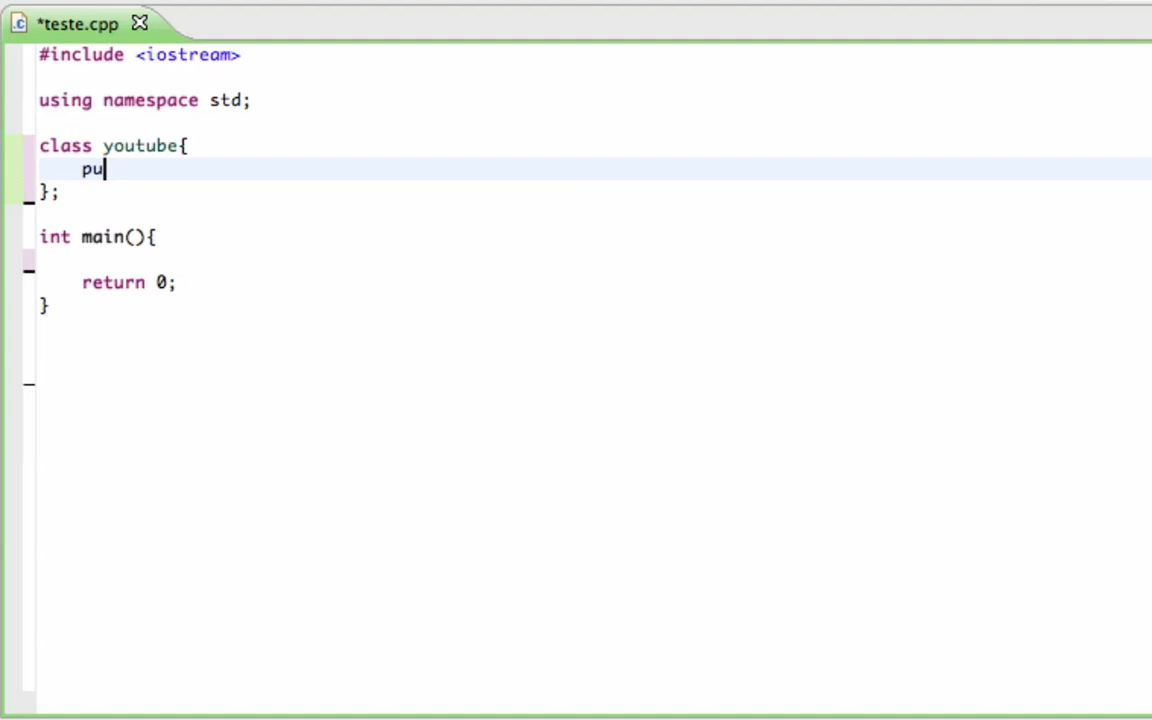 *teste.cpp
#include <iostream>
using namespace std;
class youtube{
pu
};
int main(){
return 0;
}